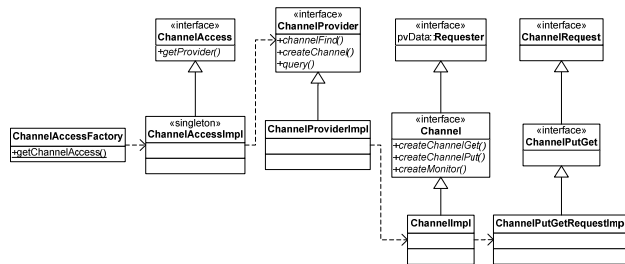 «interface»
ChannelAccess
+getProvider()
«interface»
ChannelProvider
+channelFind()
+createChannel()
+query()
«interface»
pvData::Requester
«interface»
ChannelRequest
ChannelAccessFactory
+getChannelAccess()
«singleton»
ChannelAccessImpl
ChannelProviderImpl
«interface»
Channel
+createChannelGet()
+createChannelPut()
+createMonitor()
«interface»
ChannelPutGet
ChannelImpl
ChannelPutGetRequestImpl